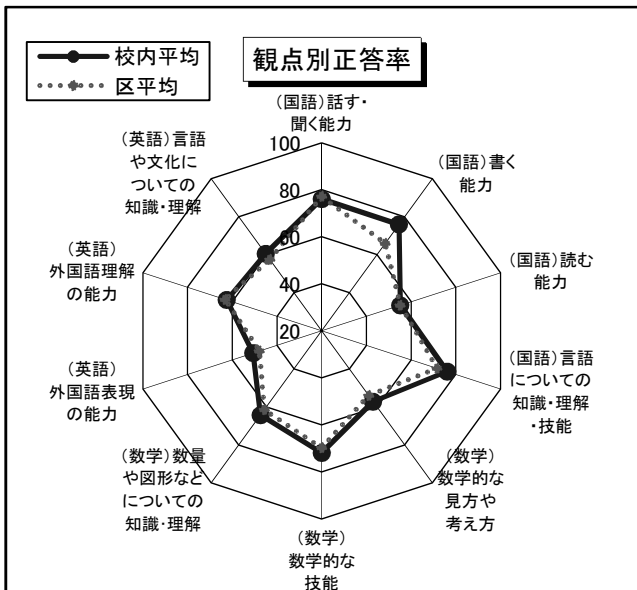 観点別正答率
校内平均
区平均
(国語)話す・
聞く能力
(国語)書く
能力
(国語)読む
能力
(国語)言語
についての
知識・理解
・技能
(数学)
数学的な
見方や
考え方
(数学)
数学的な
技能
(数学)数量
や図形など
についての
知識・理解
(英語)
外国語表現
の能力
(英語)
外国語理解
の能力
(英語)言語
や文化に
ついての
知識・理解
100
80
60
40
20